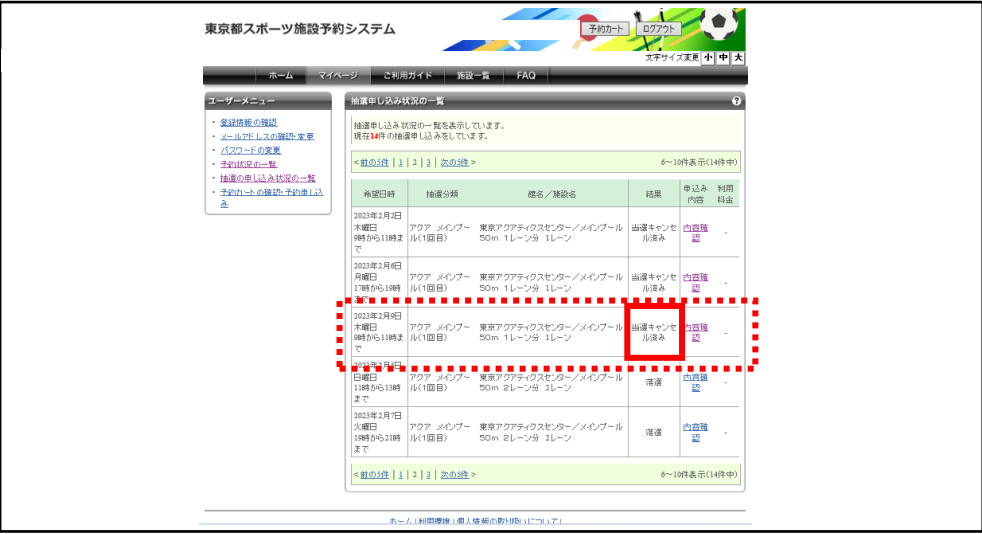 東京都スポーツ施設予約システム
予約カート ログアウト
文字サイズ変更 小 中 大
ホーム マイページ ご利用ガイド 施設一覧 FAQ
ユーザーメニュー
・登録情報の確認
・メールアドレスの確認・変更
・パスワードの変更
・予約状況の一覧
・抽選の申し込み状況の一覧
・予約カートの確認・予約申し込
み
抽選申し込み状況の一覧 ?
抽選申し込み状況の一覧を表示しています。
現在14件の抽選申し込みをしています。
<前の5件 | 1 | 2 | 3 | 次の5件> 6～10件表示(14件中)
希望日時 抽選分類 館名／施設名 結果 申込み内容 利用料金
2023年2月2日
木曜日
9時から11時ま
で
アクア メインプー
ル(1回目)
東京アクアティクスセンター／メインプール
50m 1レーン分 1レーン
当選キャンセ
ル済み
内容確
認
-
2023年2月6日
月曜日
17時から19時
まで
アクア メインプー
ル(1回目)
東京アクアティクスセンター／メインプール
50m 1レーン分 1レーン
当選キャンセ
ル済み
内容確
認
-
2023年2月9日
木曜日
9時から11時ま
で
アクア メインプー
ル(1回目)
東京アクアティクスセンター／メインプール
50m 1レーン分 1レーン
当選キャンセ
ル済み
内容確
認
-
日曜日
11時から13時
まで
アクア メインプー
ル(1回目)
東京アクアティクスセンター／メインプール
50m 2レーン分 2レーン
落選
内容確
認
-
2023年2月7日
火曜日
19時から21時
まで
アクア メインプー
ル(1回目)
東京アクアティクスセンター／メインプール
50m 2レーン分 2レーン
落選
内容確
認
-
<前の5件 | 1 | 2 | 3 | 次の5件> 6～10件表示(14件中)
ホーム | 利用環境 | 個人情報の取り扱いについて |